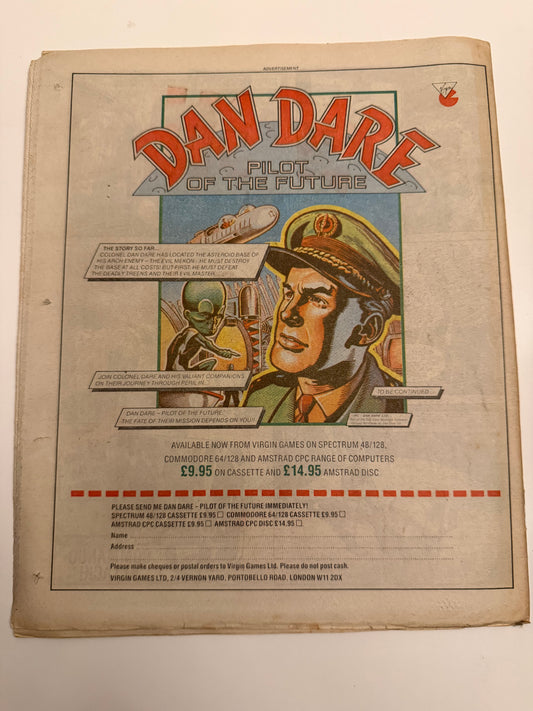 ADVERTISEMENT
DAN DARE
PILOT
OF THE FUTURE
THE STORY SO FAR...
COLONEL DAN DARE HAS LOCATED THE ASTEROID BASE OF
HIS ARCH ENEMY – THE EVIL MEKON: HE MUST DESTROY
THE BASE AT ALL COSTS! BUT FIRST HE MUST DEFEAT
THE DEADLY TREENS AND THEIR EVIL MASTER...
JOIN COLONEL DARE AND HIS VALIANT COMPANIONS
ON THEIR JOURNEY THROUGH PERIL IN...
TO BE CONTINUED...
DAN DARE – PILOT OF THE FUTURE.
THE FATE OF THEIR MISSION DEPENDS ON YOU!!
DAN DARE LTD.
AVAILABLE NOW FROM VIRGIN GAMES ON SPECTRUM 48/128,
COMMODORE 64/128 AND AMSTRAD CPC RANGE OF COMPUTERS
£9.95 ON CASSETTE AND £14.95 AMSTRAD DISC
PLEASE SEND ME DAN DARE – PILOT OF THE FUTURE IMMEDIATELY!
SPECTRUM 48/128 CASSETTE £9.95 □ COMMODORE 64/128 CASSETTE £9.95 □
AMSTRAD CPC CASSETTE £9.95 □ AMSTRAD CPC DISC £14.95 □
Name
Address
Please make cheques or postal orders to Virgin Games Ltd. Please do not post cash.
VIRGIN GAMES LTD, 2/4 VERNON YARD, PORTOBELLO ROAD, LONDON W11 2DX